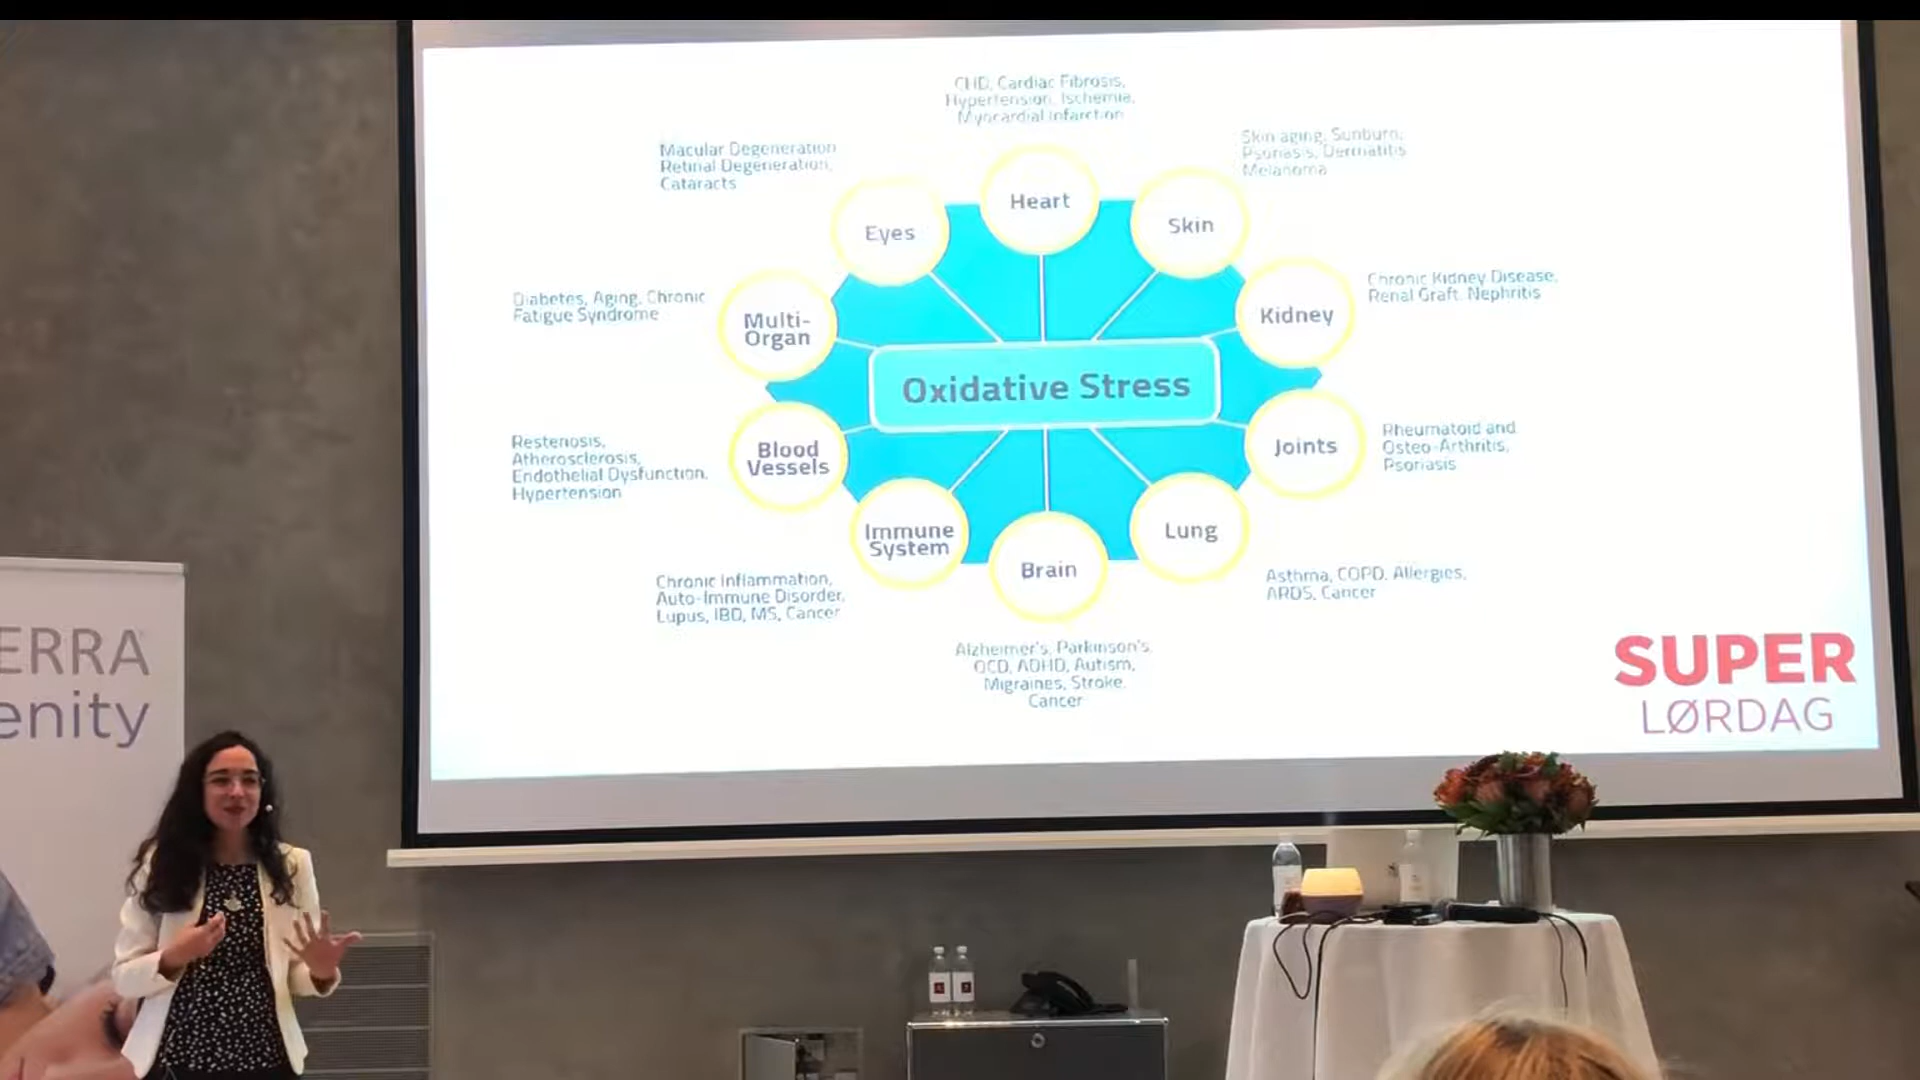 CHD, Cardiac Fibrosis,
Hypertension, Ischemia,
Myocardial Infarction
Macular Degeneration
Retinal Degeneration,
Cataracts
Skin aging, Sunburn,
Psoriasis, Dermatitis
Melanoma
Heart
Eyes
Skin
Diabetes, Aging, Chronic
Fatigue Syndrome
Multi-
Organ
Kidney
Chronic Kidney Disease,
Renal Graft, Nephritis
Oxidative Stress
Restenosis,
Atherosclerosis,
Endothelial Dysfunction,
Hypertension
Blood
Vessels
Joints
Rheumatoid and
Osteo-Arthritis,
Psoriasis
Immune
System
Brain
Lung
Chronic Inflammation,
Auto-Immune Disorder,
Lupus, IBD, MS, Cancer
Asthma, COPD, Allergies,
ARDS, Cancer
Alzheimer's, Parkinson's,
OCD, ADHD, Autism,
Migraines, Stroke,
Cancer
SUPER
LØRDAG
ERRA
enity